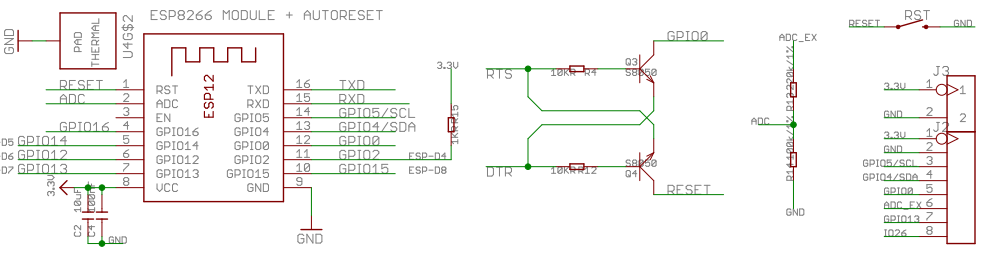 ESP8266 MODULE + AUTORESET
GND
PAD
THERMAL
U4G$2
ESP12
RESET 1 RST
ADC 2 ADC
3 EN
GPIO16 4 GPIO16
-D5 GPIO14 5 GPIO14
-D6 GPIO12 6 GPIO12
-D7 GPIO13 7 GPIO13
8 VCC
TXD 16 TXD
RXD 15 RXD
GPIO5 14 GPIO5/SCL
GPIO4 13 GPIO4/SDA
GPIO0 12 GPIO0
GPIO2 11 GPIO2 ESP-D4
GPIO15 10 GPIO15 ESP-D8
GND 9
GND
3.3V
C2 10uF
C4 100nF
GND
3.3V
1KR R15
RTS
10KR R4
Q3
S8050
GPIO0
DTR
10KR R12
S8050
Q4
RESET
ADC_EX
R13 220k/1%
ADC
GND
RST
RESET
GND
J3
3.3V 1 1
GND 2 2
J2
3.3V 1
GND 2
GPIO5/SCL 3
GPIO4/SDA 4
GPIO0 5
ADC_EX 6
GPIO13 7
IO26 8